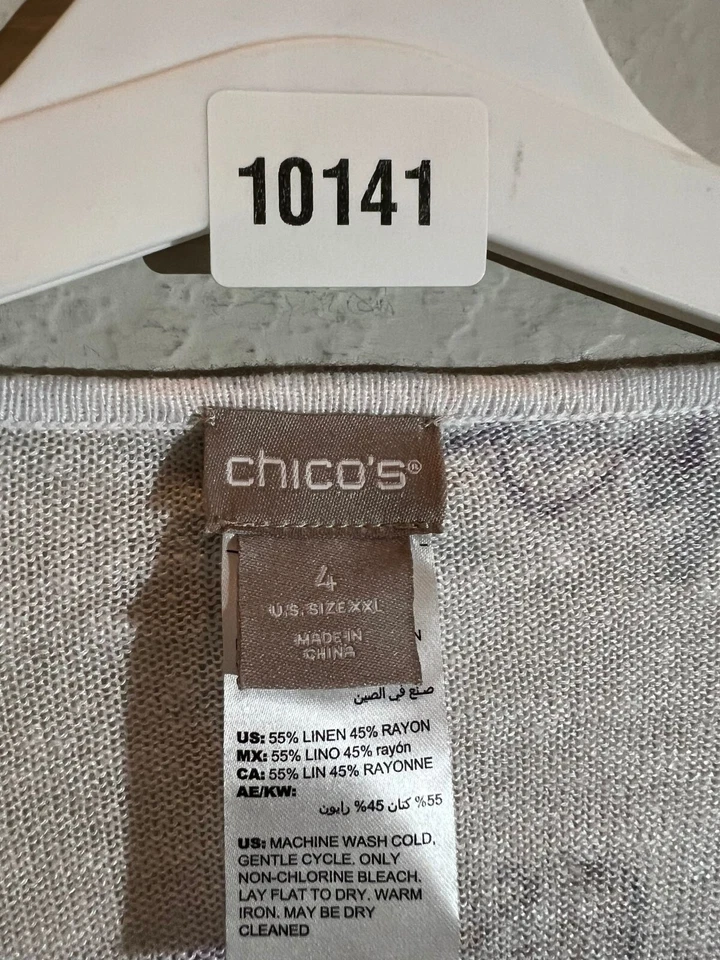 10141
chico's®
4
U.S. SIZE XXL
MADE IN
CHINA
صنع في الصين
US: 55% LINEN 45% RAYON
MX: 55% LINO 45% rayón
CA: 55% LIN 45% RAYONNE
AE/KW:
55% كتان 45% رايون
US: MACHINE WASH COLD,
GENTLE CYCLE. ONLY
NON-CHLORINE BLEACH.
LAY FLAT TO DRY. WARM
IRON. MAY BE DRY
CLEANED